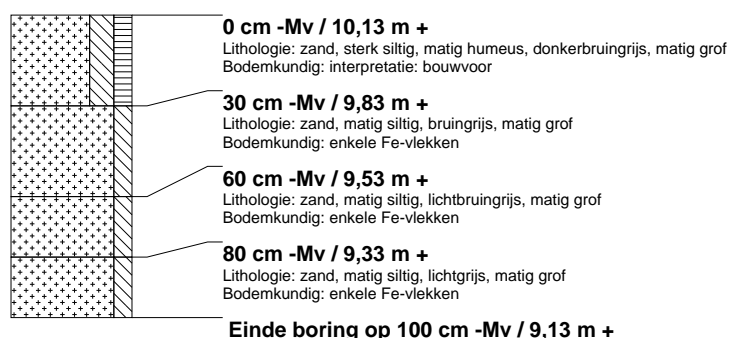 0 cm -Mv / 10,13 m +
Lithologie: zand, sterk siltig, matig humeus, donkerbruingrijs, matig grof
Bodemkundig: interpretatie: bouwvoor
30 cm -Mv / 9,83 m +
Lithologie: zand, matig siltig, bruingrijs, matig grof
Bodemkundig: enkele Fe-vlekken
60 cm -Mv / 9,53 m +
Lithologie: zand, matig siltig, lichtbruingrijs, matig grof
Bodemkundig: enkele Fe-vlekken
80 cm -Mv / 9,33 m +
Lithologie: zand, matig siltig, lichtgrijs, matig grof
Bodemkundig: enkele Fe-vlekken
Einde boring op 100 cm -Mv / 9,13 m +